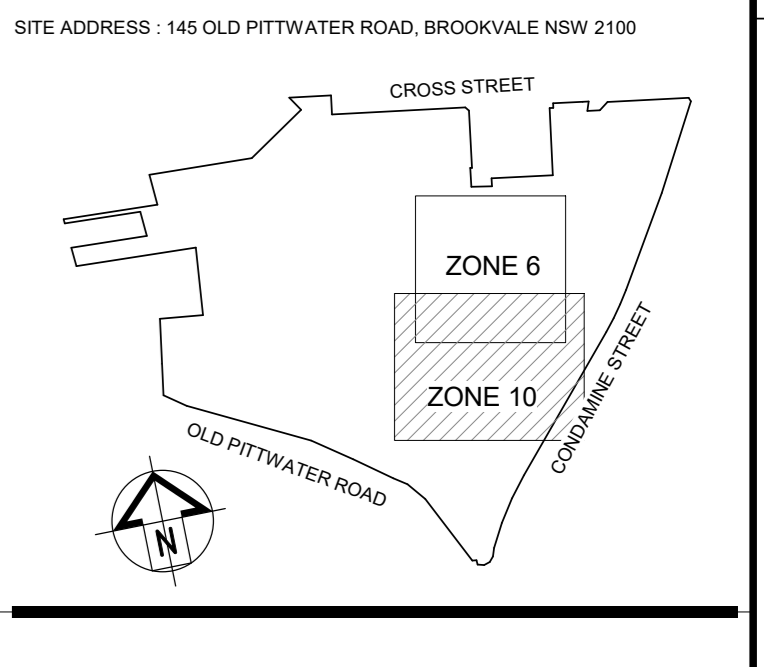 SITE ADDRESS : 145 OLD PITTWATER ROAD, BROOKVALE NSW 2100
CROSS STREET
ZONE 6
ZONE 10
CONDAMINE STREET
OLD PITTWATER ROAD
N